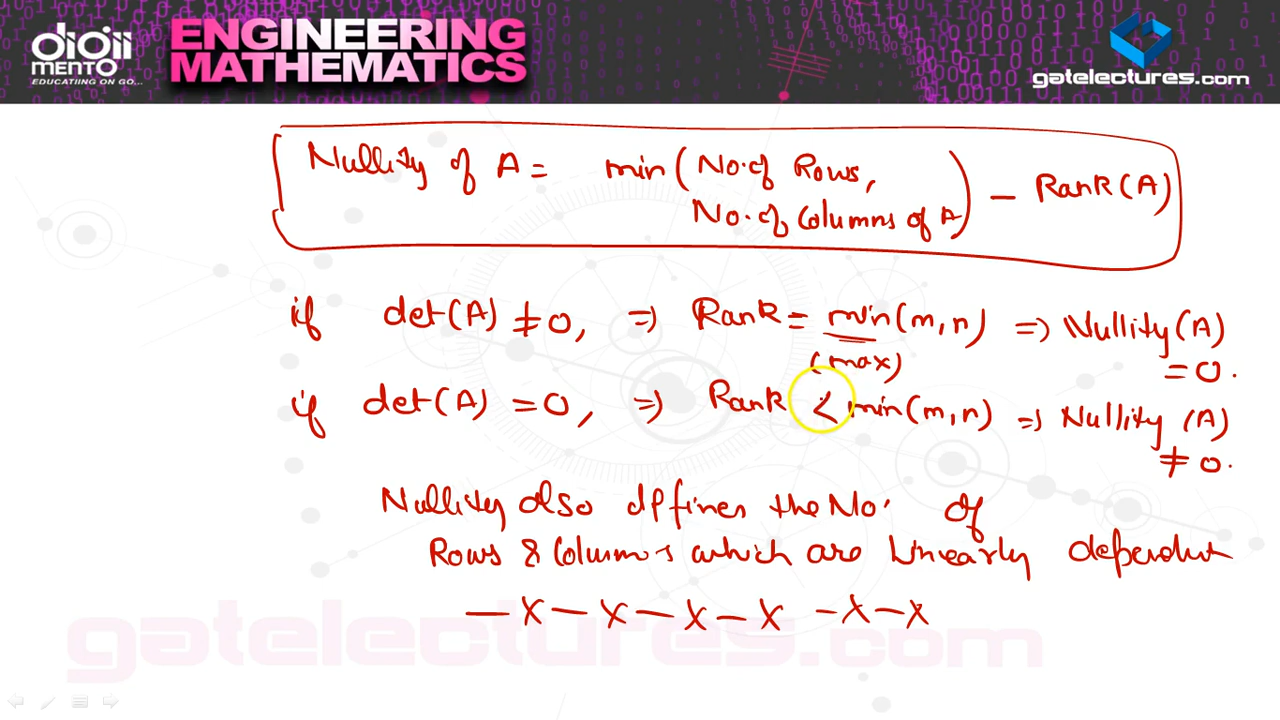 digii
MENTO
EDUCATIING ON GO...
ENGINEERING
MATHEMATICS
gatelectures.com
Nullity of A = min (No. of Rows,
No. of Columns of A) – Rank (A)
if det(A) ≠ 0, ⇒ Rank = min(m,n) ⇒ Nullity (A)
(max) = 0.
if det(A) = 0, ⇒ Rank < min(m,n) ⇒ Nullity (A)
≠ 0.
Nullity also defines the No. of
Rows & Columns which are linearly dependent
— x — x — x — x – x – x
gatelectures.com